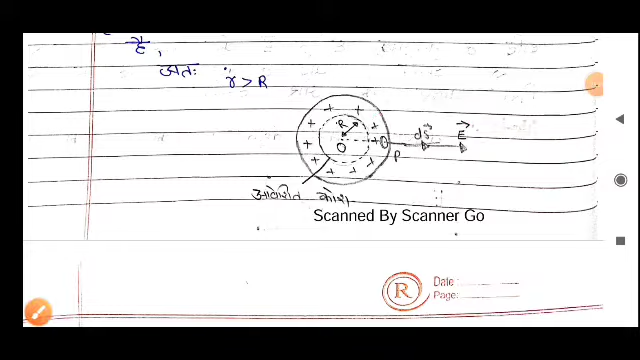 है,
अतः r > R
R
O
P
dS
E
आवेशित कोश
Scanned By Scanner Go
R
Date :
Page: